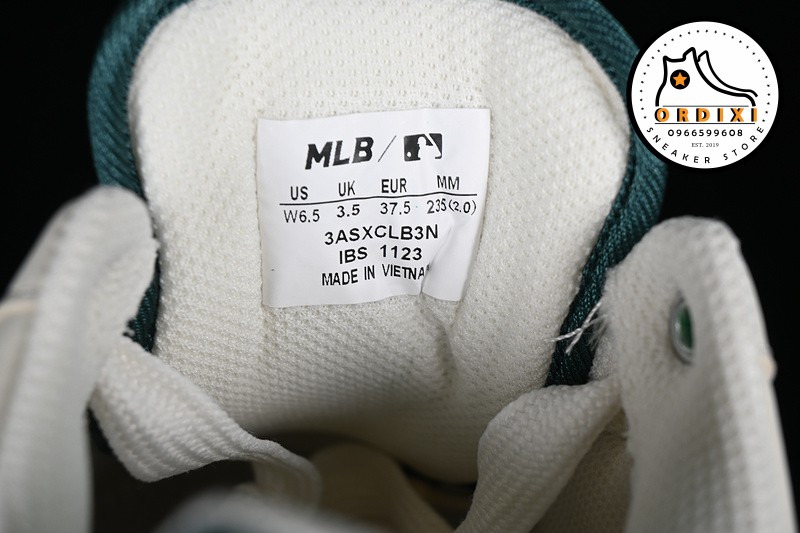 MLB
US UK EUR MM
W6.5 3.5 37.5 235(2.0)
3ASXCLB3N
IBS 1123
MADE IN VIETNA
ORDIXI
0966599608
EST. 2019
SNEAKER STORE